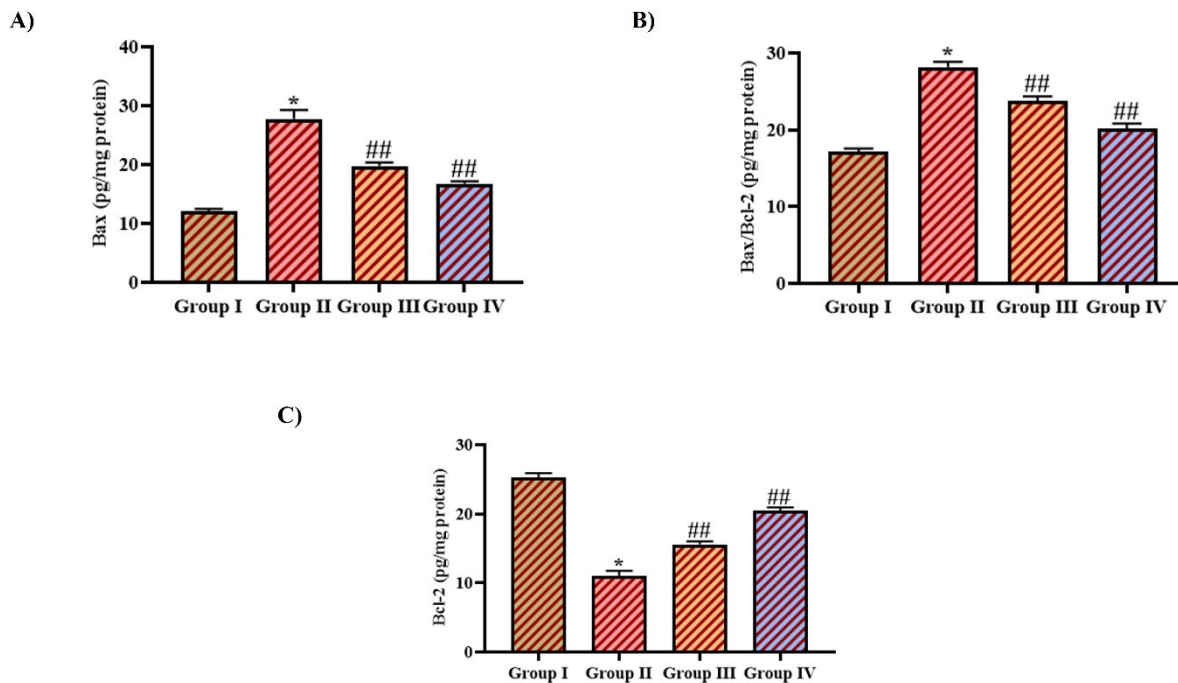 A)
Bax (pg/mg protein)
40
30
20
10
0
*
##
##
Group I Group II Group III Group IV
B)
Bax/Bcl-2 (pg/mg protein)
30
20
10
0
*
##
##
Group I Group II Group III Group IV
C)
Bcl-2 (pg/mg protein)
30
20
10
0
*
##
##
Group I Group II Group III Group IV